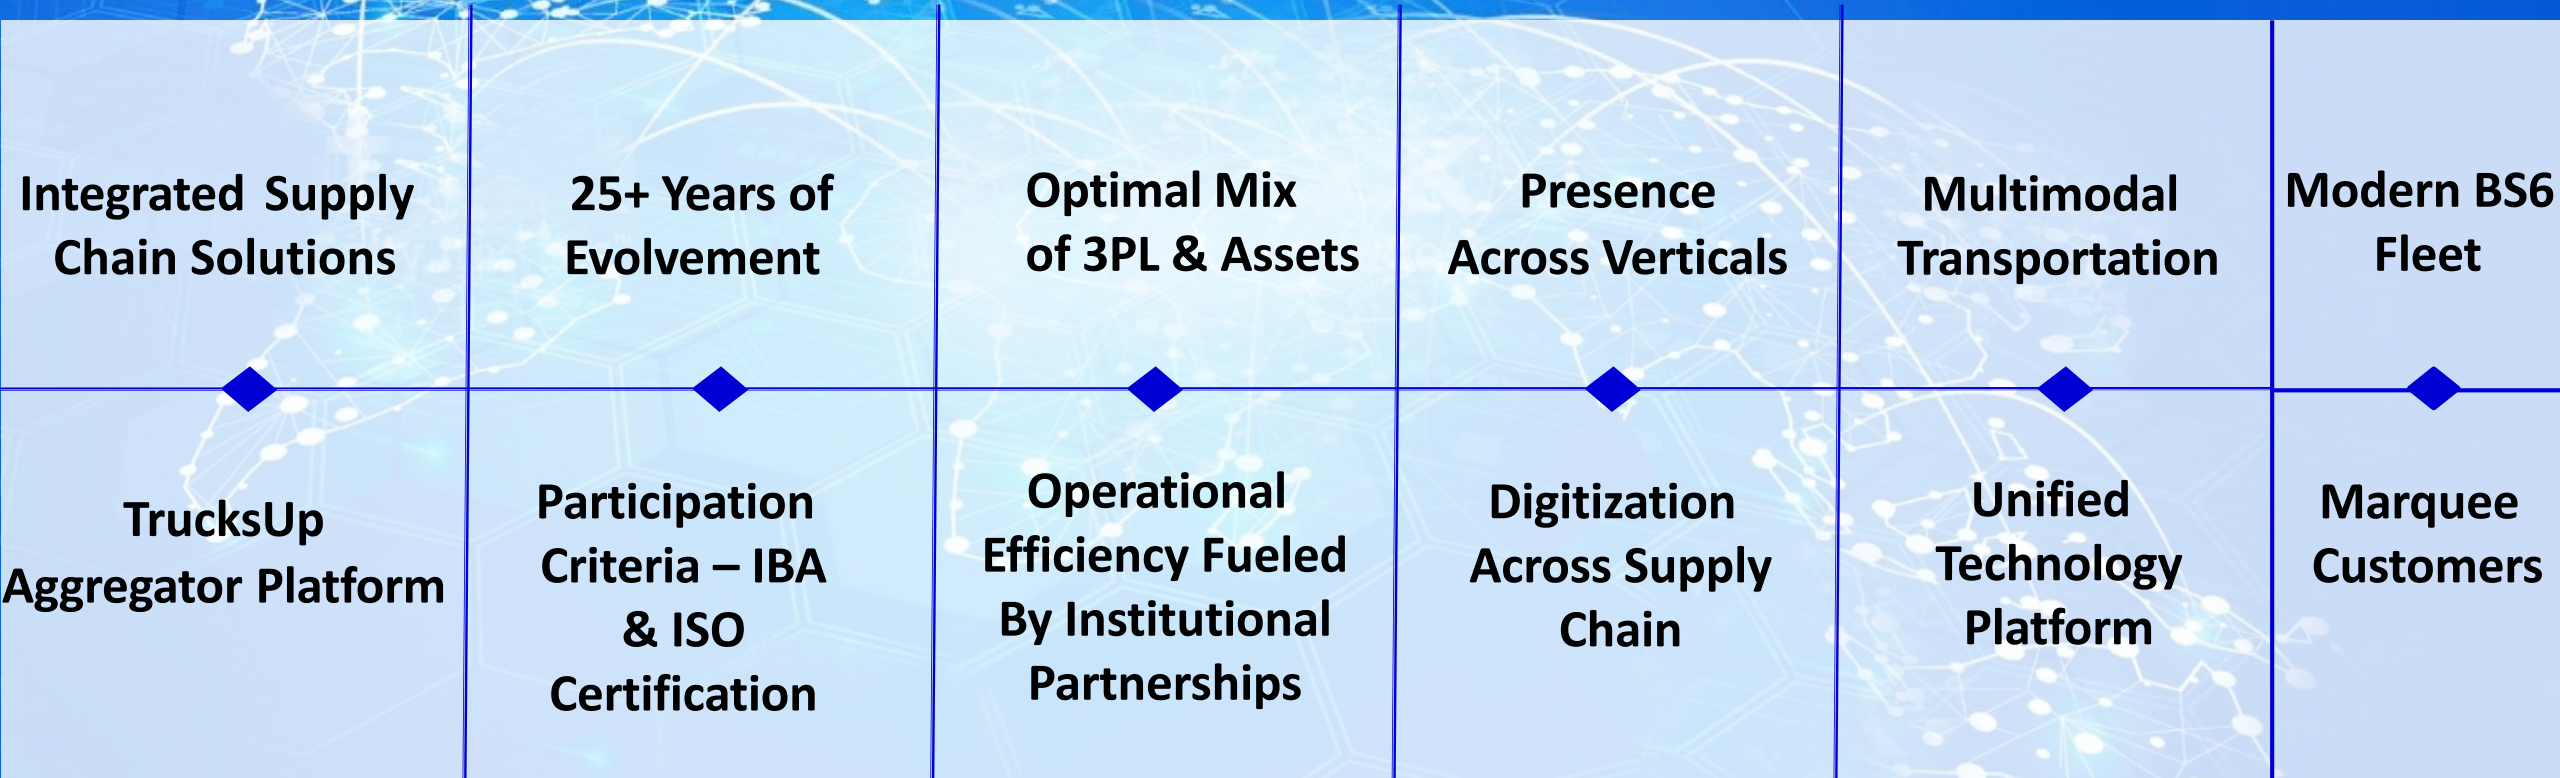 Integrated Supply
Chain Solutions
25+ Years of
Evolvement
Optimal Mix
of 3PL & Assets
Presence
Across Verticals
Multimodal
Transportation
Modern BS6
Fleet
TrucksUp
Aggregator Platform
Participation
Criteria – IBA
& ISO
Certification
Operational
Efficiency Fueled
By Institutional
Partnerships
Digitization
Across Supply
Chain
Unified
Technology
Platform
Marquee
Customers